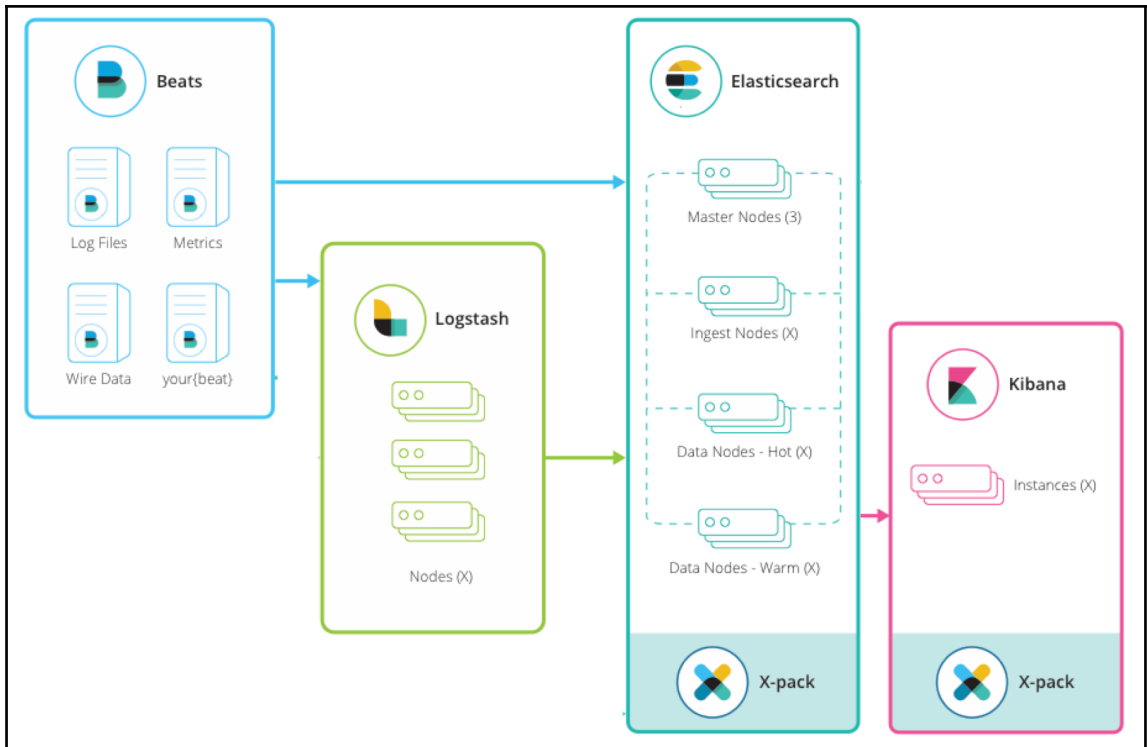 Beats
Log Files
Metrics
Wire Data
your{beat}
Logstash
Nodes (X)
Elasticsearch
Master Nodes (3)
Ingest Nodes (X)
Data Nodes - Hot (X)
Data Nodes - Warm (X)
X-pack
Kibana
Instances (X)
X-pack